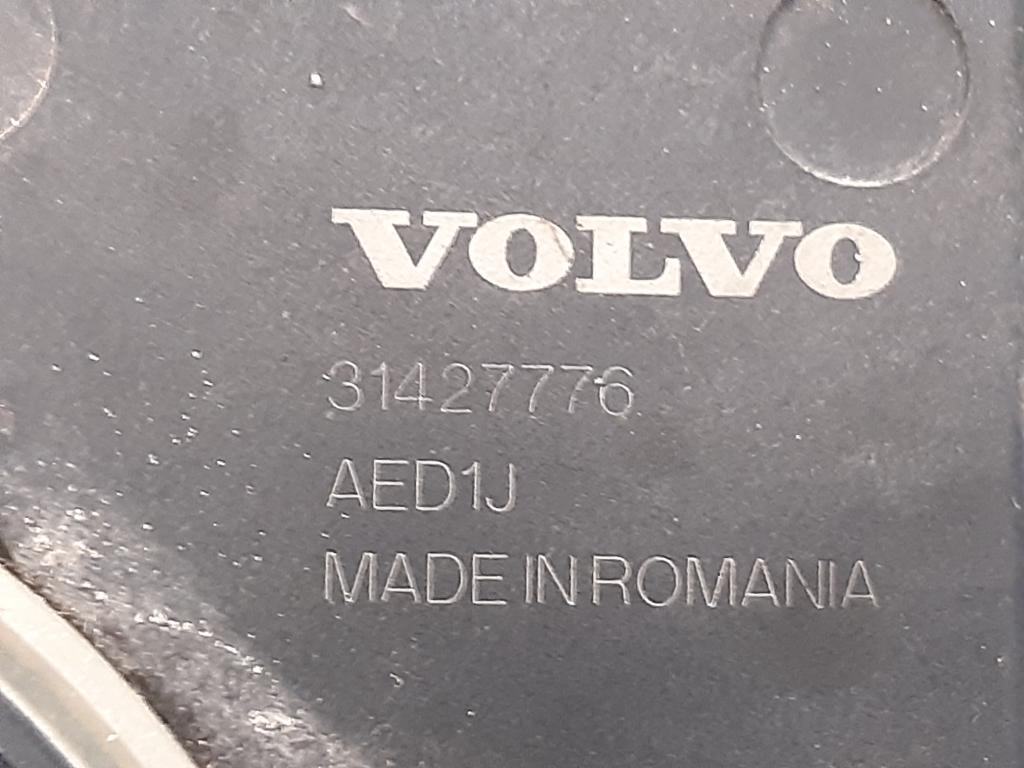 VOLVO
31427776
AED1J
MADE IN ROMANIA